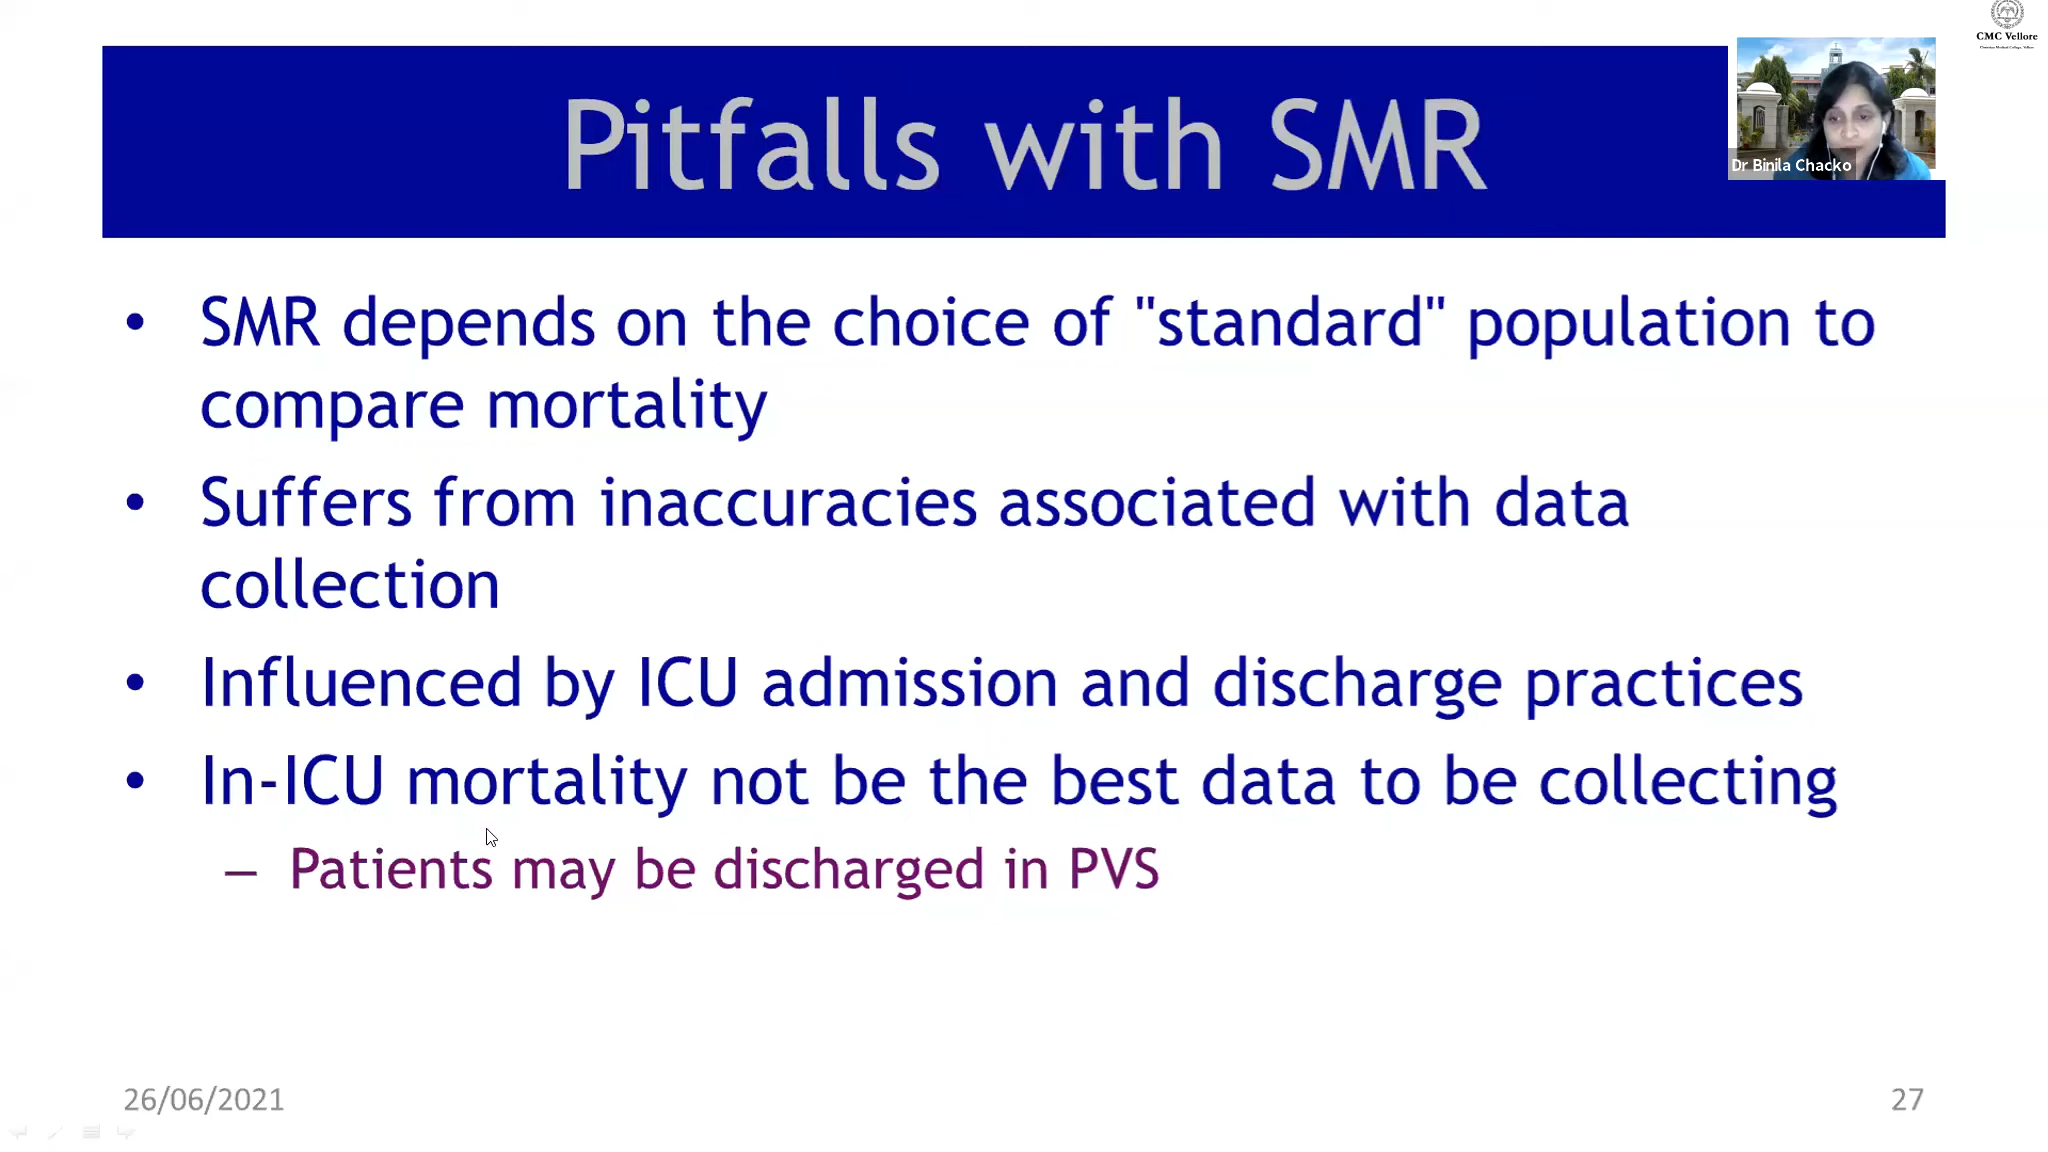 CMC Vellore
Pitfalls with SMR
Dr Binila Chacko
• SMR depends on the choice of "standard" population to
compare mortality
• Suffers from inaccuracies associated with data
collection
• Influenced by ICU admission and discharge practices
• In-ICU mortality not be the best data to be collecting
– Patients may be discharged in PVS
26/06/2021
27